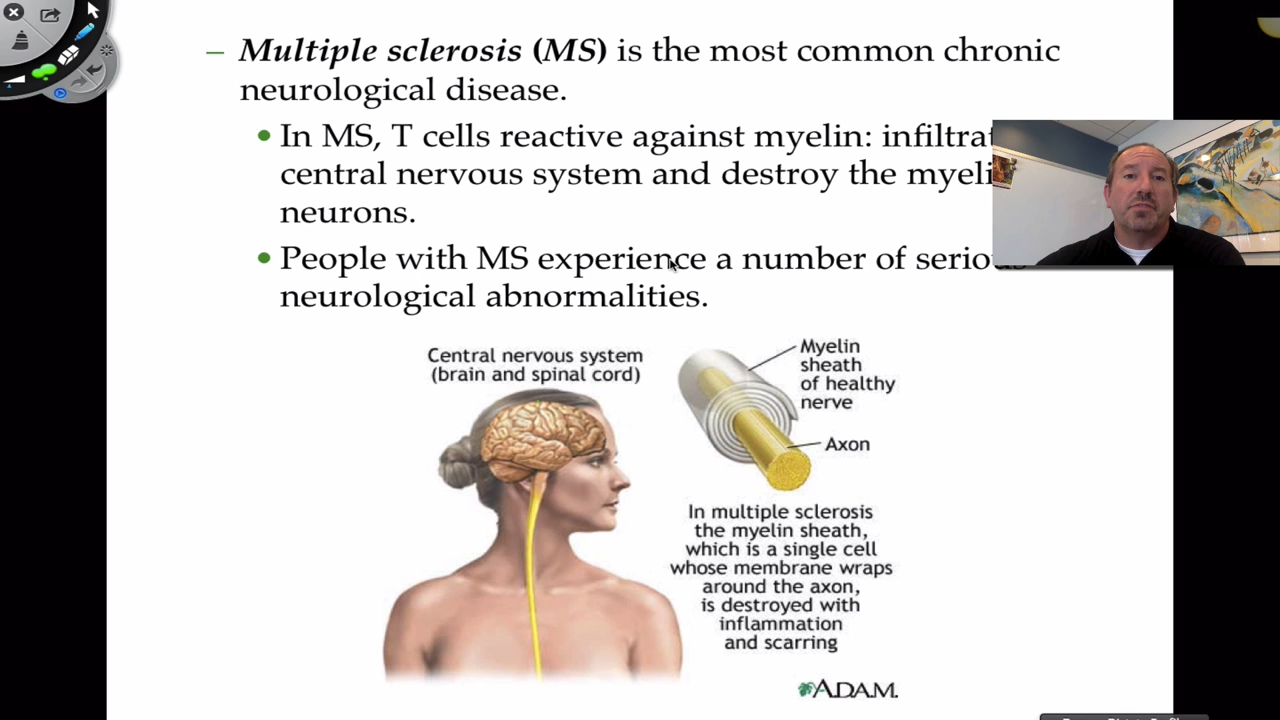 – Multiple sclerosis (MS) is the most common chronic
neurological disease.
• In MS, T cells reactive against myelin: infiltrat
central nervous system and destroy the myeli
neurons.
• People with MS experience a number of serious
neurological abnormalities.
Central nervous system
(brain and spinal cord)
Myelin
sheath
of healthy
nerve
Axon
In multiple sclerosis
the myelin sheath,
which is a single cell
whose membrane wraps
around the axon,
is destroyed with
inflammation
and scarring
A.D.A.M.